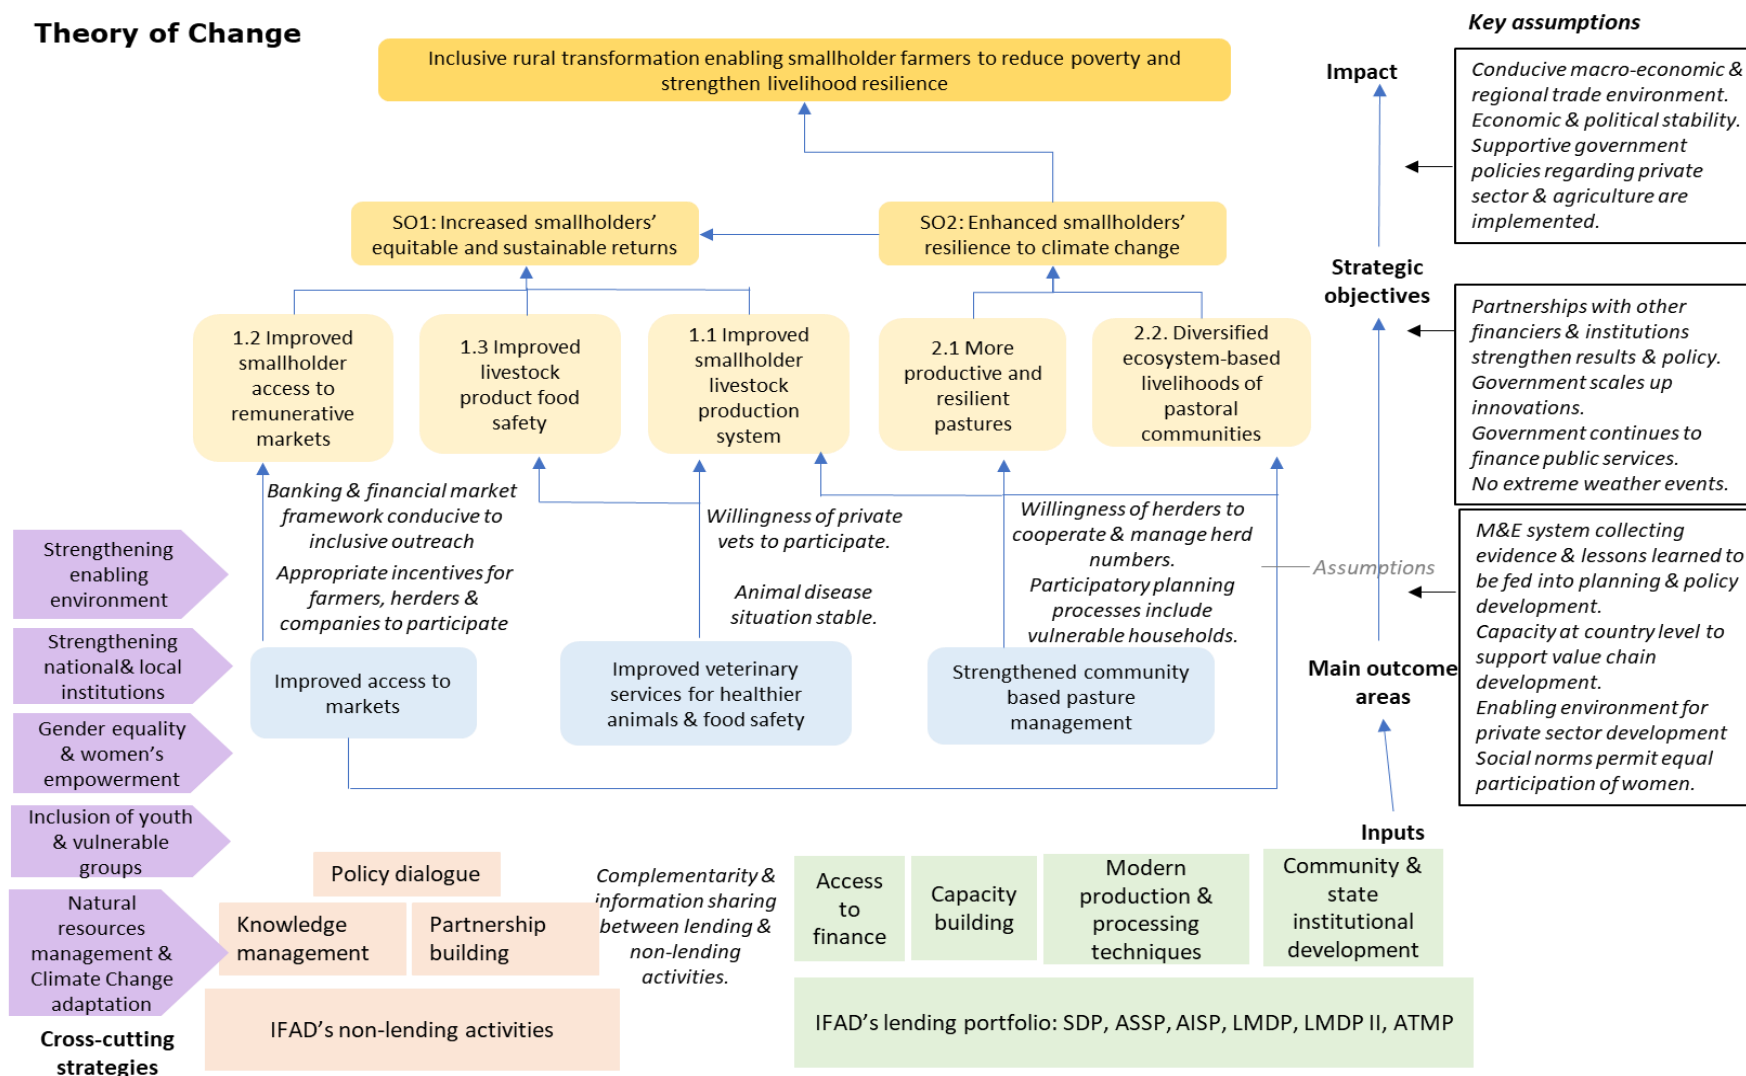 Theory of Change
Key assumptions
Inclusive rural transformation enabling smallholder farmers to reduce poverty and
strengthen livelihood resilience
Impact
Conducive macro-economic &
regional trade environment.
Economic & political stability.
Supportive government
policies regarding private
sector & agriculture are
implemented.
SO1: Increased smallholders’
equitable and sustainable returns
SO2: Enhanced smallholders’
resilience to climate change
Strategic
objectives
Partnerships with other
financiers & institutions
strengthen results & policy.
Government scales up
innovations.
Government continues to
finance public services.
No extreme weather events.
1.2 Improved
smallholder
access to
remunerative
markets
1.3 Improved
livestock
product food
safety
1.1 Improved
smallholder
livestock
production
system
2.1 More
productive and
resilient
pastures
2.2. Diversified
ecosystem-based
livelihoods of
pastoral
communities
Banking & financial market
framework conducive to
inclusive outreach
Appropriate incentives for
farmers, herders &
companies to participate
Willingness of private
vets to participate.
Animal disease
situation stable.
Willingness of herders to
cooperate & manage herd
numbers.
Participatory planning
processes include
vulnerable households.
Assumptions
M&E system collecting
evidence & lessons learned to
be fed into planning & policy
development.
Capacity at country level to
support value chain
development.
Enabling environment for
private sector development
Social norms permit equal
participation of women.
Strengthening
enabling
environment
Strengthening
national& local
institutions
Gender equality
& women’s
empowerment
Inclusion of youth
& vulnerable
groups
Natural
resources
management &
Climate Change
adaptation
Cross-cutting
strategies
Improved access to
markets
Improved veterinary
services for healthier
animals & food safety
Strengthened community
based pasture
management
Main outcome
areas
Inputs
Policy dialogue
Knowledge
management
Partnership
building
IFAD’s non-lending activities
Complementarity &
information sharing
between lending &
non-lending
activities.
Access
to
finance
Capacity
building
Modern
production &
processing
techniques
Community &
state
institutional
development
IFAD’s lending portfolio: SDP, ASSP, AISP, LMDP, LMDP II, ATMP